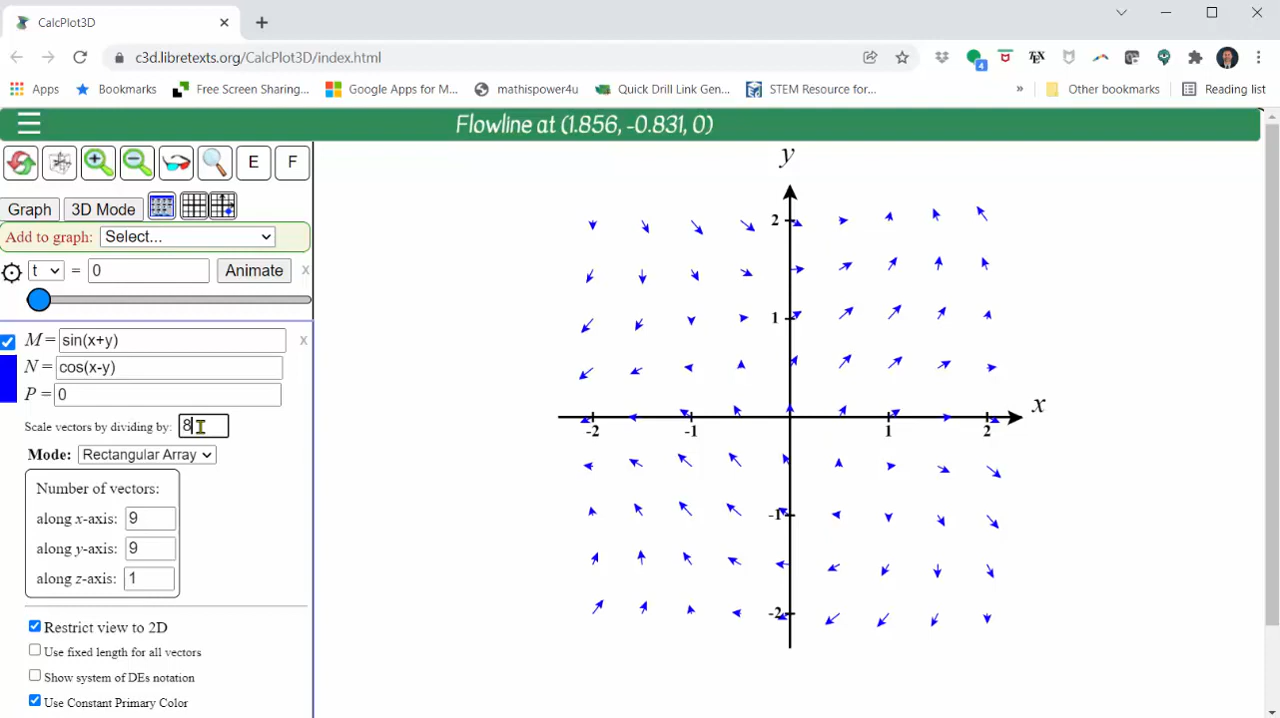 CalcPlot3D
c3d.libretexts.org/CalcPlot3D/index.html
4
TEX
Apps Bookmarks Free Screen Sharing... Google Apps for M... mathispower4u Quick Drill Link Gen... STEM Resource for... » Other bookmarks Reading list
Flowline at (1.856, -0.831, 0)
E F
Graph 3D Mode
Add to graph: Select...
t = 0 Animate x
M = sin(x+y) x
N = cos(x-y)
P = 0
Scale vectors by dividing by: 8
Mode: Rectangular Array
Number of vectors:
along x-axis: 9
along y-axis: 9
along z-axis: 1
Restrict view to 2D
Use fixed length for all vectors
Show system of DEs notation
Use Constant Primary Color
y
2
1
x
-2 -1 1 2
-1
-2